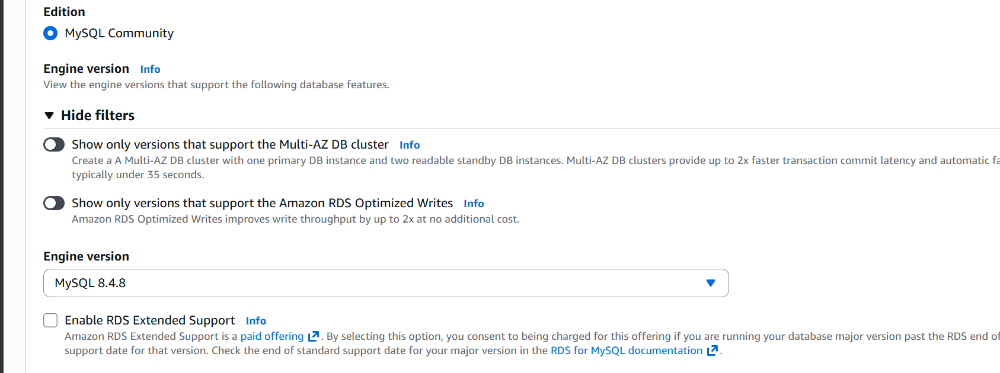 Edition
MySQL Community
Engine version Info
View the engine versions that support the following database features.
Hide filters
Show only versions that support the Multi-AZ DB cluster Info
Create a A Multi-AZ DB cluster with one primary DB instance and two readable standby DB instances. Multi-AZ DB clusters provide up to 2x faster transaction commit latency and automatic
typically under 35 seconds.
Show only versions that support the Amazon RDS Optimized Writes Info
Amazon RDS Optimized Writes improves write throughput by up to 2x at no additional cost.
Engine version
MySQL 8.4.8
Enable RDS Extended Support Info
Amazon RDS Extended Support is a paid offering. By selecting this option, you consent to being charged for this offering if you are running your database major version past the RDS end of
support date for that version. Check the end of standard support date for your major version in the RDS for MySQL documentation.